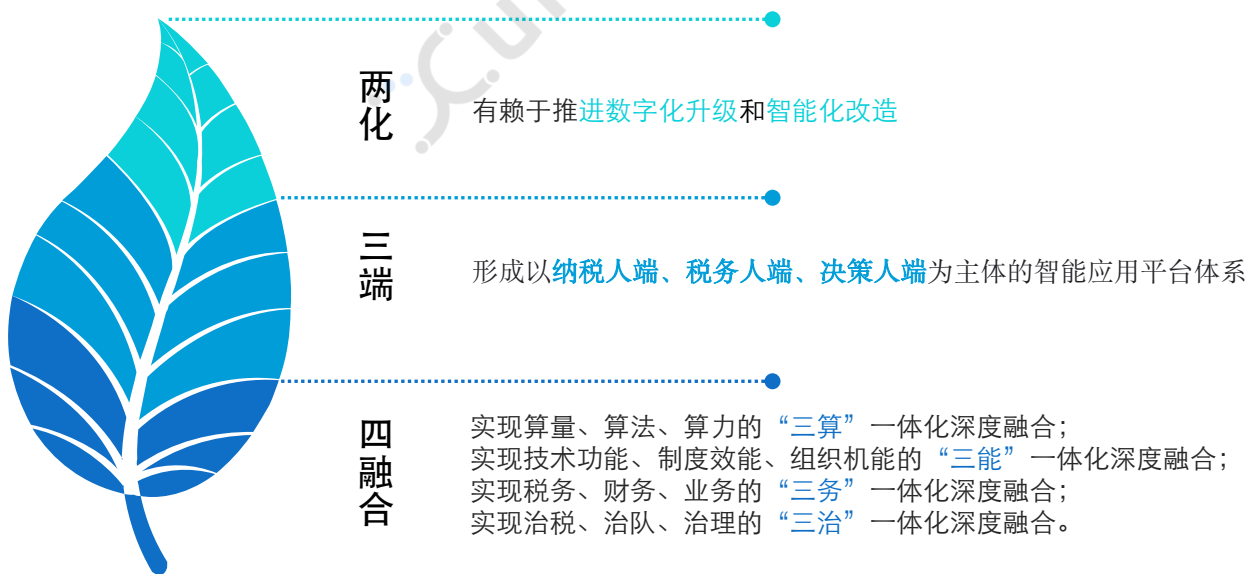 两化
有赖于推进数字化升级和智能化改造
三端
形成以纳税人端、税务人端、决策人端为主体的智能应用平台体系
四融合
实现算量、算法、算力的“三算”一体化深度融合；
实现技术功能、制度效能、组织机能的“三能”一体化深度融合；
实现税务、财务、业务的“三务”一体化深度融合；
实现治税、治队、治理的“三治”一体化深度融合。